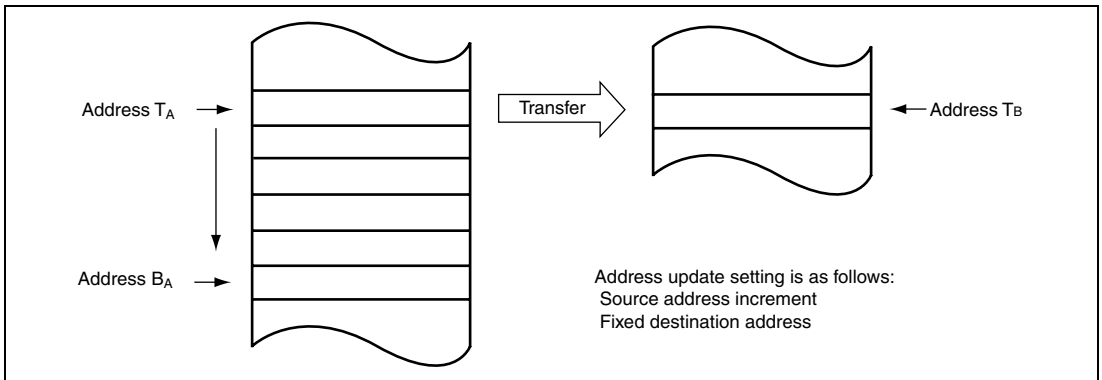 Address TA
Transfer
Address TB
Address BA
Address update setting is as follows:
Source address increment
Fixed destination address